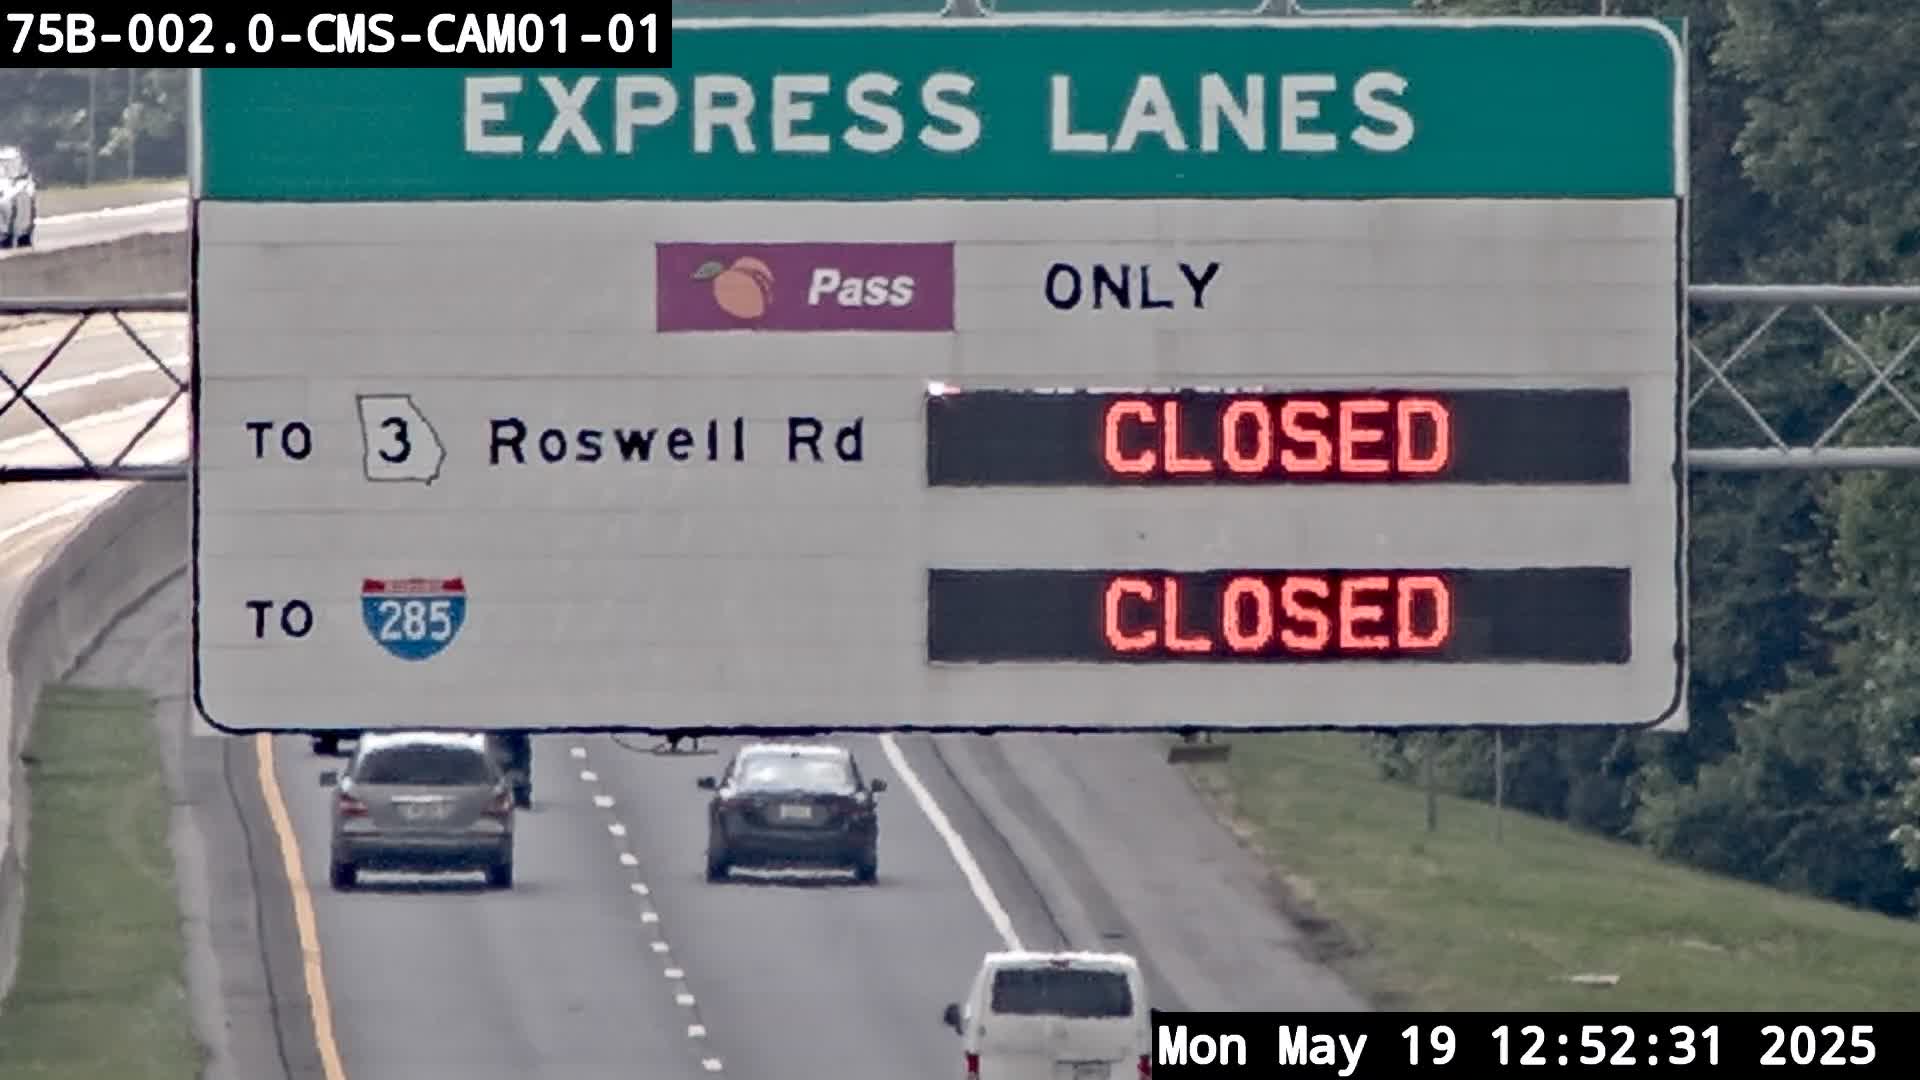 75B-002.0-CMS-CAM01-01
EXPRESS LANES
Pass ONLY
TO 3 Roswell Rd CLOSED
TO 285 CLOSED
Mon May 19 12:52:31 2025